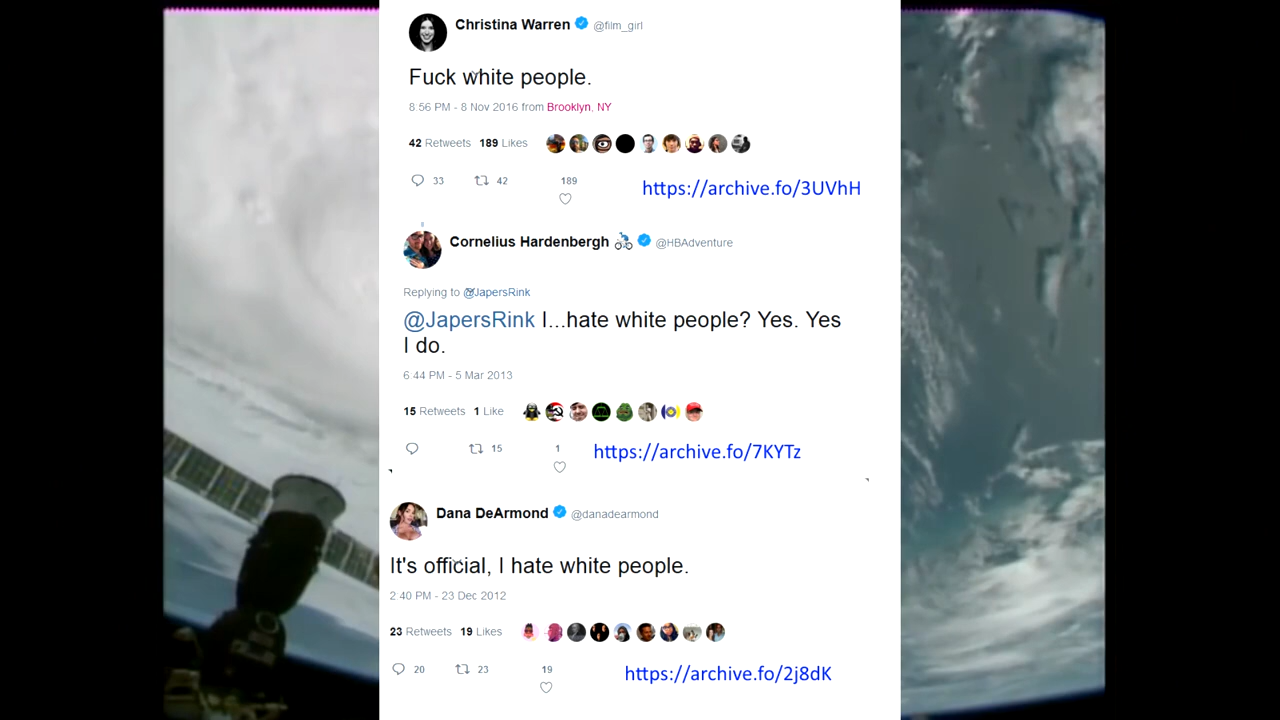 Christina Warren @film_girl
Fuck white people.
8:56 PM - 8 Nov 2016 from Brooklyn, NY
42 Retweets 189 Likes
33 42 189
https://archive.fo/3UVhH
Cornelius Hardenbergh @HBAdventure
Replying to @JapersRink
@JapersRink I...hate white people? Yes. Yes
I do.
6:44 PM - 5 Mar 2013
15 Retweets 1 Like
15 1
https://archive.fo/7KYTz
Dana DeArmond @danadearmond
It's official, I hate white people.
2:40 PM - 23 Dec 2012
23 Retweets 19 Likes
20 23 19
https://archive.fo/2j8dK